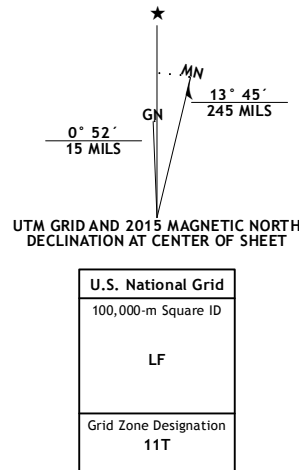 MN
GN
13° 45´
245 MILS
0° 52´
15 MILS
UTM GRID AND 2015 MAGNETIC NORTH
DECLINATION AT CENTER OF SHEET
U.S. National Grid
100,000-m Square ID
LF
Grid Zone Designation
11T